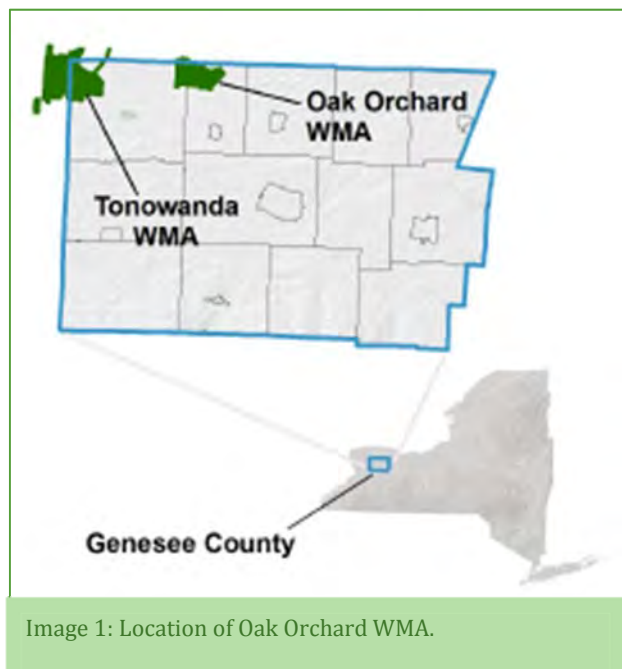 Oak Orchard
WMA
Tonowanda
WMA
Genesee County
Image 1: Location of Oak Orchard WMA.